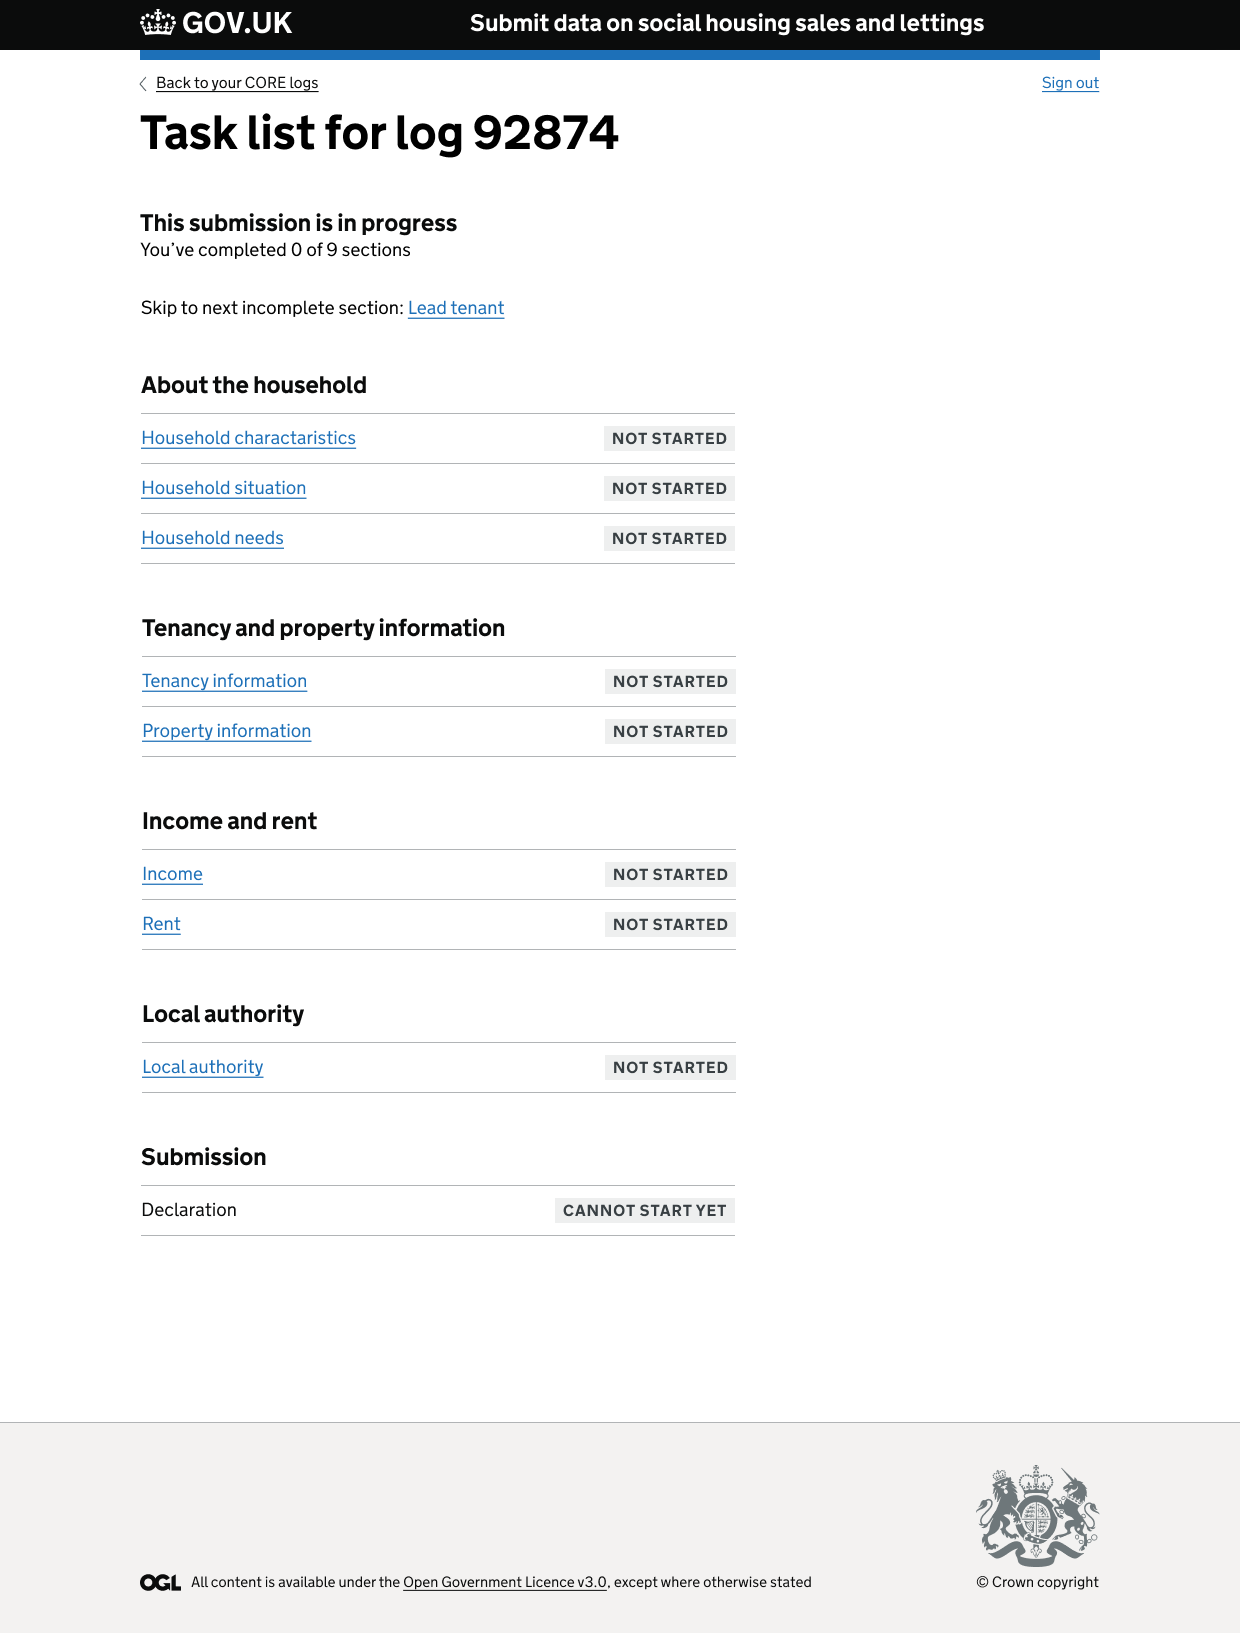 GOV.UK
Submit data on social housing sales and lettings
Back to your CORE logs
Sign out
Task list for log 92874
This submission is in progress
You’ve completed 0 of 9 sections
Skip to next incomplete section: Lead tenant
About the household
Household charactaristics NOT STARTED
Household situation NOT STARTED
Household needs NOT STARTED
Tenancy and property information
Tenancy information NOT STARTED
Property information NOT STARTED
Income and rent
Income NOT STARTED
Rent NOT STARTED
Local authority
Local authority NOT STARTED
Submission
Declaration CANNOT START YET
OGL All content is available under the Open Government Licence v3.0, except where otherwise stated
© Crown copyright